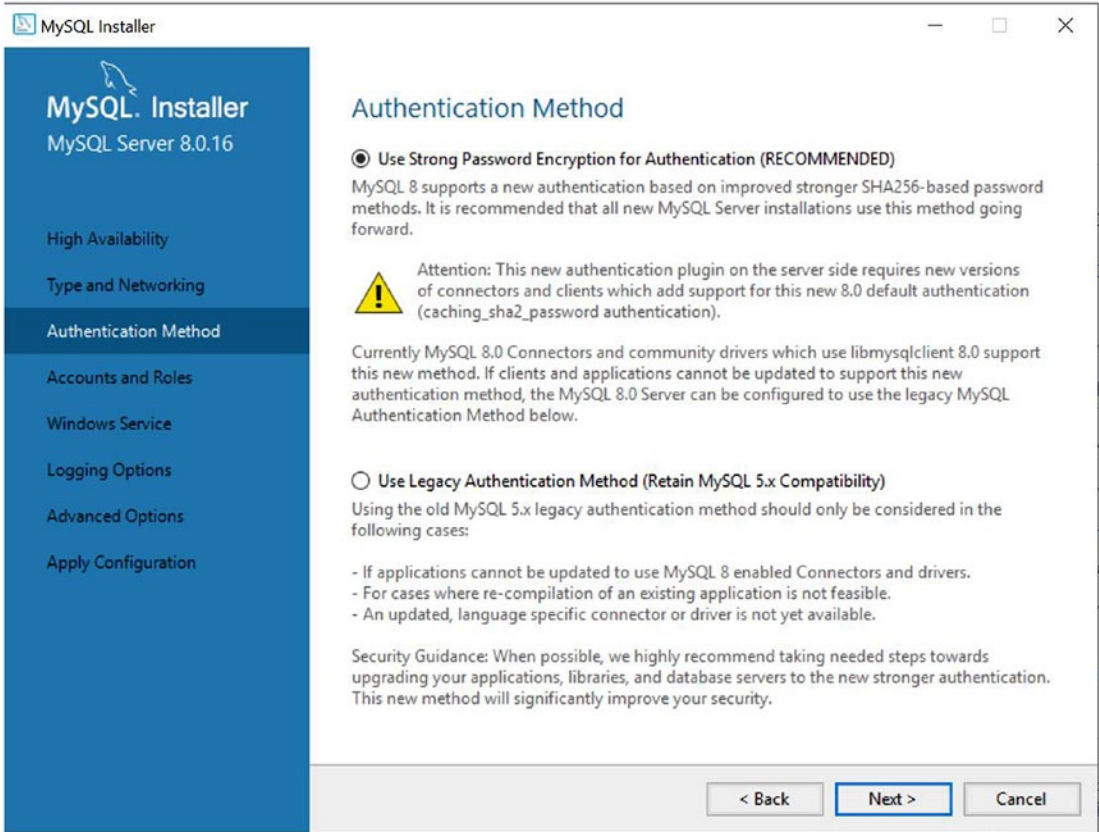 MySQL Installer
MySQL. Installer
MySQL Server 8.0.16
High Availability
Type and Networking
Authentication Method
Accounts and Roles
Windows Service
Logging Options
Advanced Options
Apply Configuration
Authentication Method
Use Strong Password Encryption for Authentication (RECOMMENDED)
MySQL 8 supports a new authentication based on improved stronger SHA256-based password
methods. It is recommended that all new MySQL Server installations use this method going
forward.
Attention: This new authentication plugin on the server side requires new versions
of connectors and clients which add support for this new 8.0 default authentication
(caching_sha2_password authentication).
Currently MySQL 8.0 Connectors and community drivers which use libmysqlclient 8.0 support
this new method. If clients and applications cannot be updated to support this new
authentication method, the MySQL 8.0 Server can be configured to use the legacy MySQL
Authentication Method below.
Use Legacy Authentication Method (Retain MySQL 5.x Compatibility)
Using the old MySQL 5.x legacy authentication method should only be considered in the
following cases:
- If applications cannot be updated to use MySQL 8 enabled Connectors and drivers.
- For cases where re-compilation of an existing application is not feasible.
- An updated, language specific connector or driver is not yet available.
Security Guidance: When possible, we highly recommend taking needed steps towards
upgrading your applications, libraries, and database servers to the new stronger authentication.
This new method will significantly improve your security.
< Back
Next >
Cancel